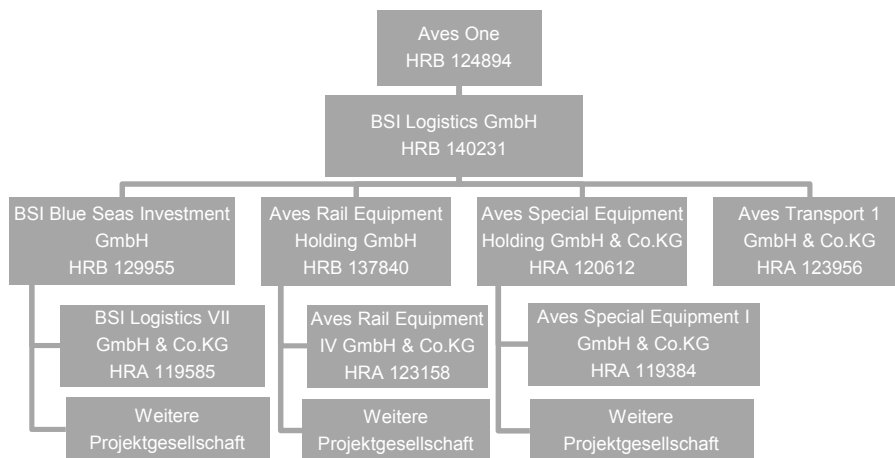 Aves One
HRB 124894
BSI Logistics GmbH
HRB 140231
BSI Blue Seas Investment
GmbH
HRB 129955
Aves Rail Equipment
Holding GmbH
HRB 137840
Aves Special Equipment
Holding GmbH & Co.KG
HRA 120612
Aves Transport 1
GmbH & Co.KG
HRA 123956
BSI Logistics VII
GmbH & Co.KG
HRA 119585
Aves Rail Equipment
IV GmbH & Co.KG
HRA 123158
Aves Special Equipment I
GmbH & Co.KG
HRA 119384
Weitere
Projektgesellschaft
Weitere
Projektgesellschaft
Weitere
Projektgesellschaft